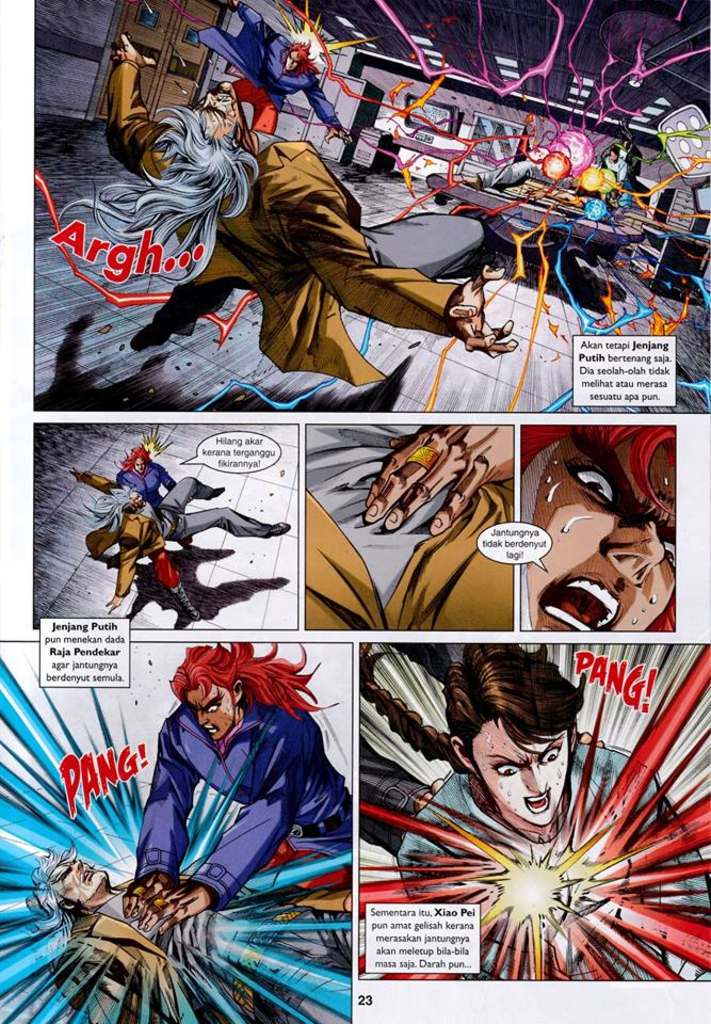 Argh...
Akan tetapi Jenjang
Putih bertenang saja.
Dia seolah-olah tidak
melihat atau merasa
sesuatu apa pun.
Hilang akar
kerana terganggu
fikirannya!
Jantungnya
tidak berdenyut
lagi!
Jenjang Putih
pun menekan dada
Raja Pendekar
agar jantungnya
berdenyut semula.
PANG!
PANG!
Sementara itu, Xiao Pei
pun amat gelisah kerana
merasakan jantungnya
akan meletup bila-bila
masa saja. Darah pun...
23